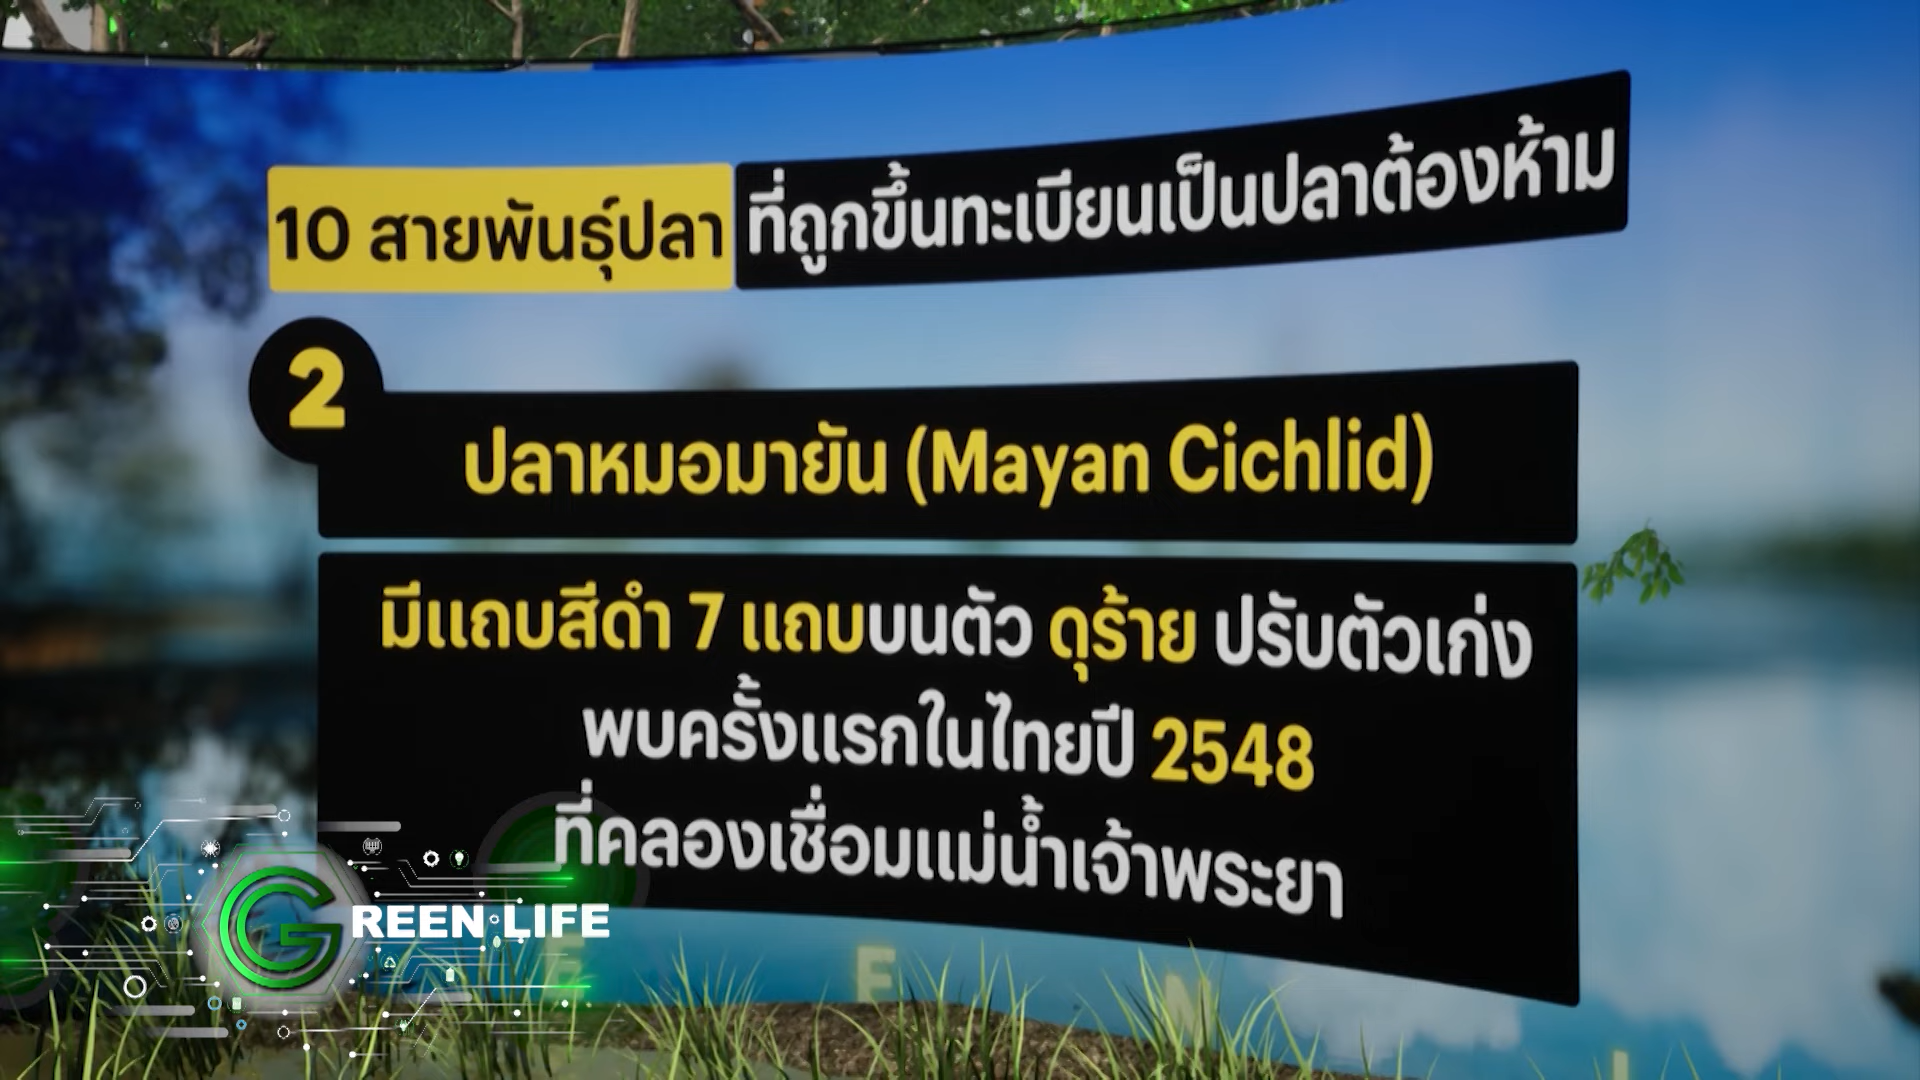 10 สายพันธุ์ปลา ที่ถูกขึ้นทะเบียนเป็นปลาต้องห้าม
2
ปลาหมอมายัน (Mayan Cichlid)
มีแถบสีดำ 7 แถบบนตัว ดุร้าย ปรับตัวเก่ง
พบครั้งแรกในไทยปี 2548
ที่คลองเชื่อมแม่น้ำเจ้าพระยา
GREEN LIFE